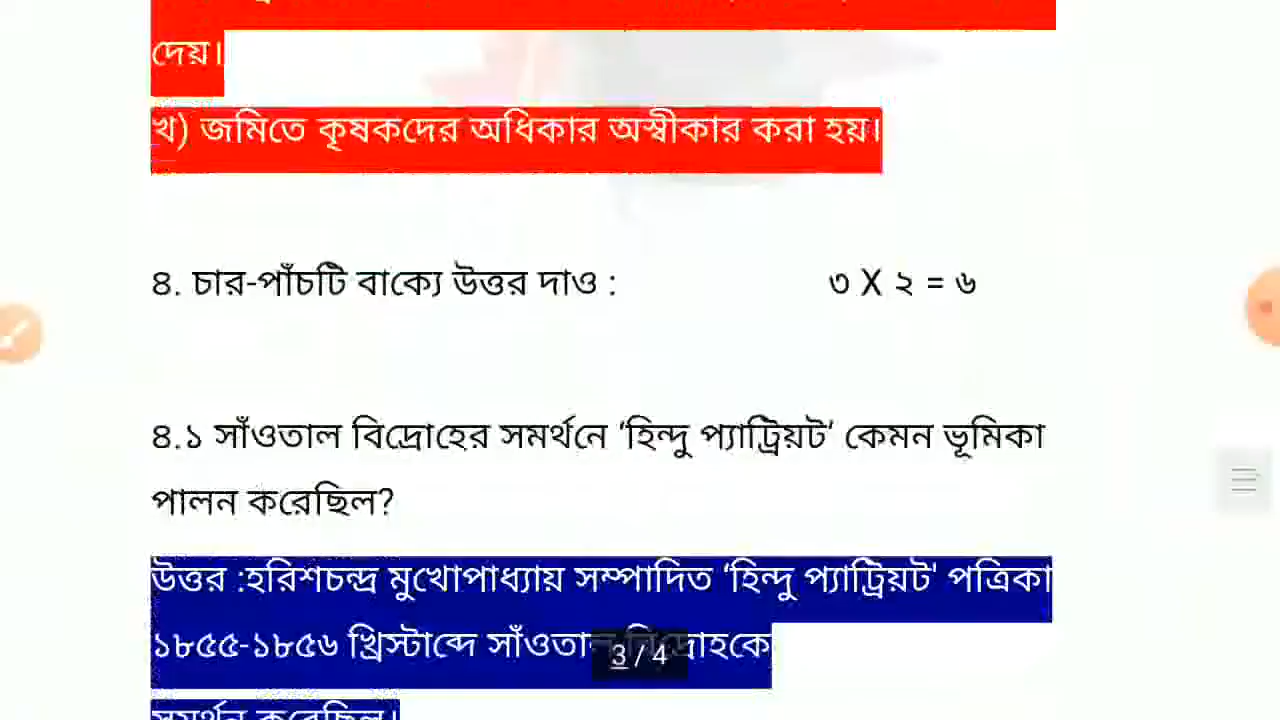 দেয়।
খ) জমিতে কৃষকদের অধিকার অস্বীকার করা হয়।
৪. চার-পাঁচটি বাক্যে উত্তর দাও : ৩ X ২ = ৬
৪.১ সাঁওতাল বিদ্রোহের সমর্থনে ‘হিন্দু প্যাট্রিয়ট’ কেমন ভূমিকা
পালন করেছিল?
উত্তর :হরিশচন্দ্র মুখোপাধ্যায় সম্পাদিত ‘হিন্দু প্যাট্রিয়ট' পত্রিকা
১৮৫৫-১৮৫৬ খ্রিস্টাব্দে সাঁওতাল বিদ্রোহকে
3 / 4
সমর্থন করেছিল।